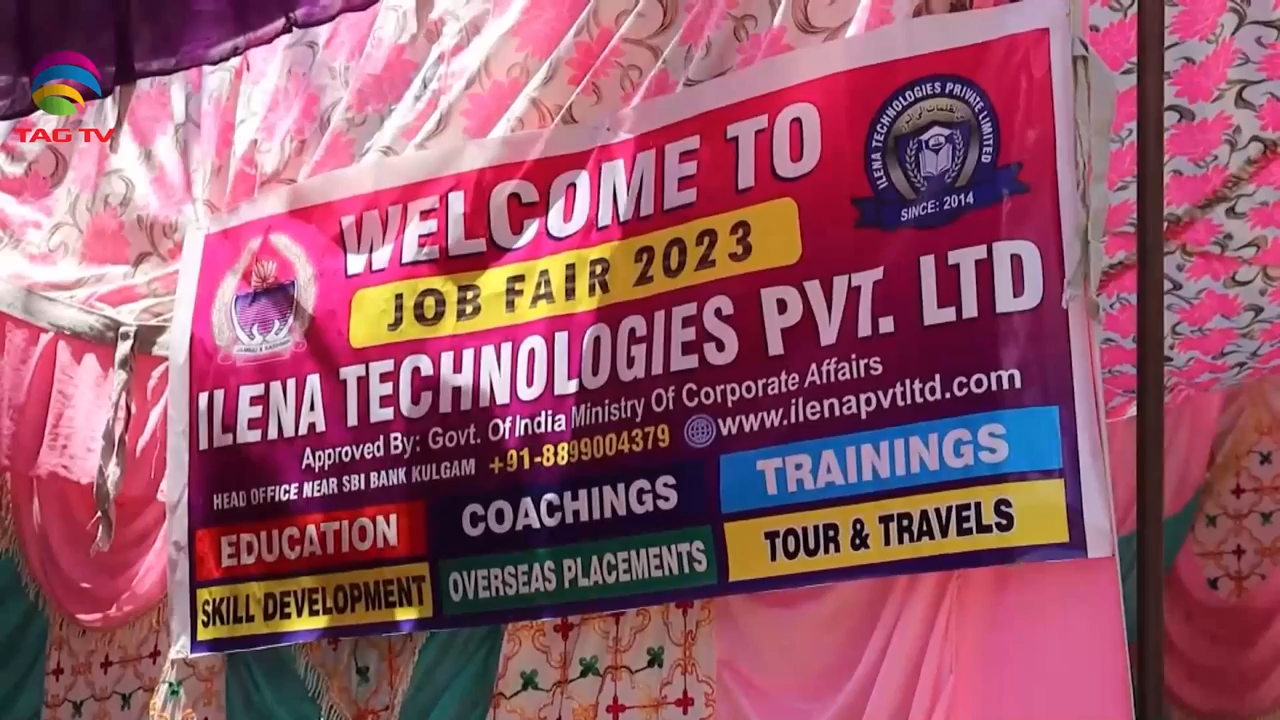 TAG TV
WELCOME TO
JOB FAIR 2023
ILENA TECHNOLOGIES PVT. LTD
Approved By: Govt. Of India Ministry Of Corporate Affairs
HEAD OFFICE NEAR SBI BANK KULGAM +91-8899004379 www.ilenapvtltd.com
EDUCATION COACHINGS TRAININGS
SKILL DEVELOPMENT OVERSEAS PLACEMENTS TOUR & TRAVELS
ILENA TECHNOLOGIES PRIVATE LIMITED
SINCE: 2014
JAMMU & KASHMIR